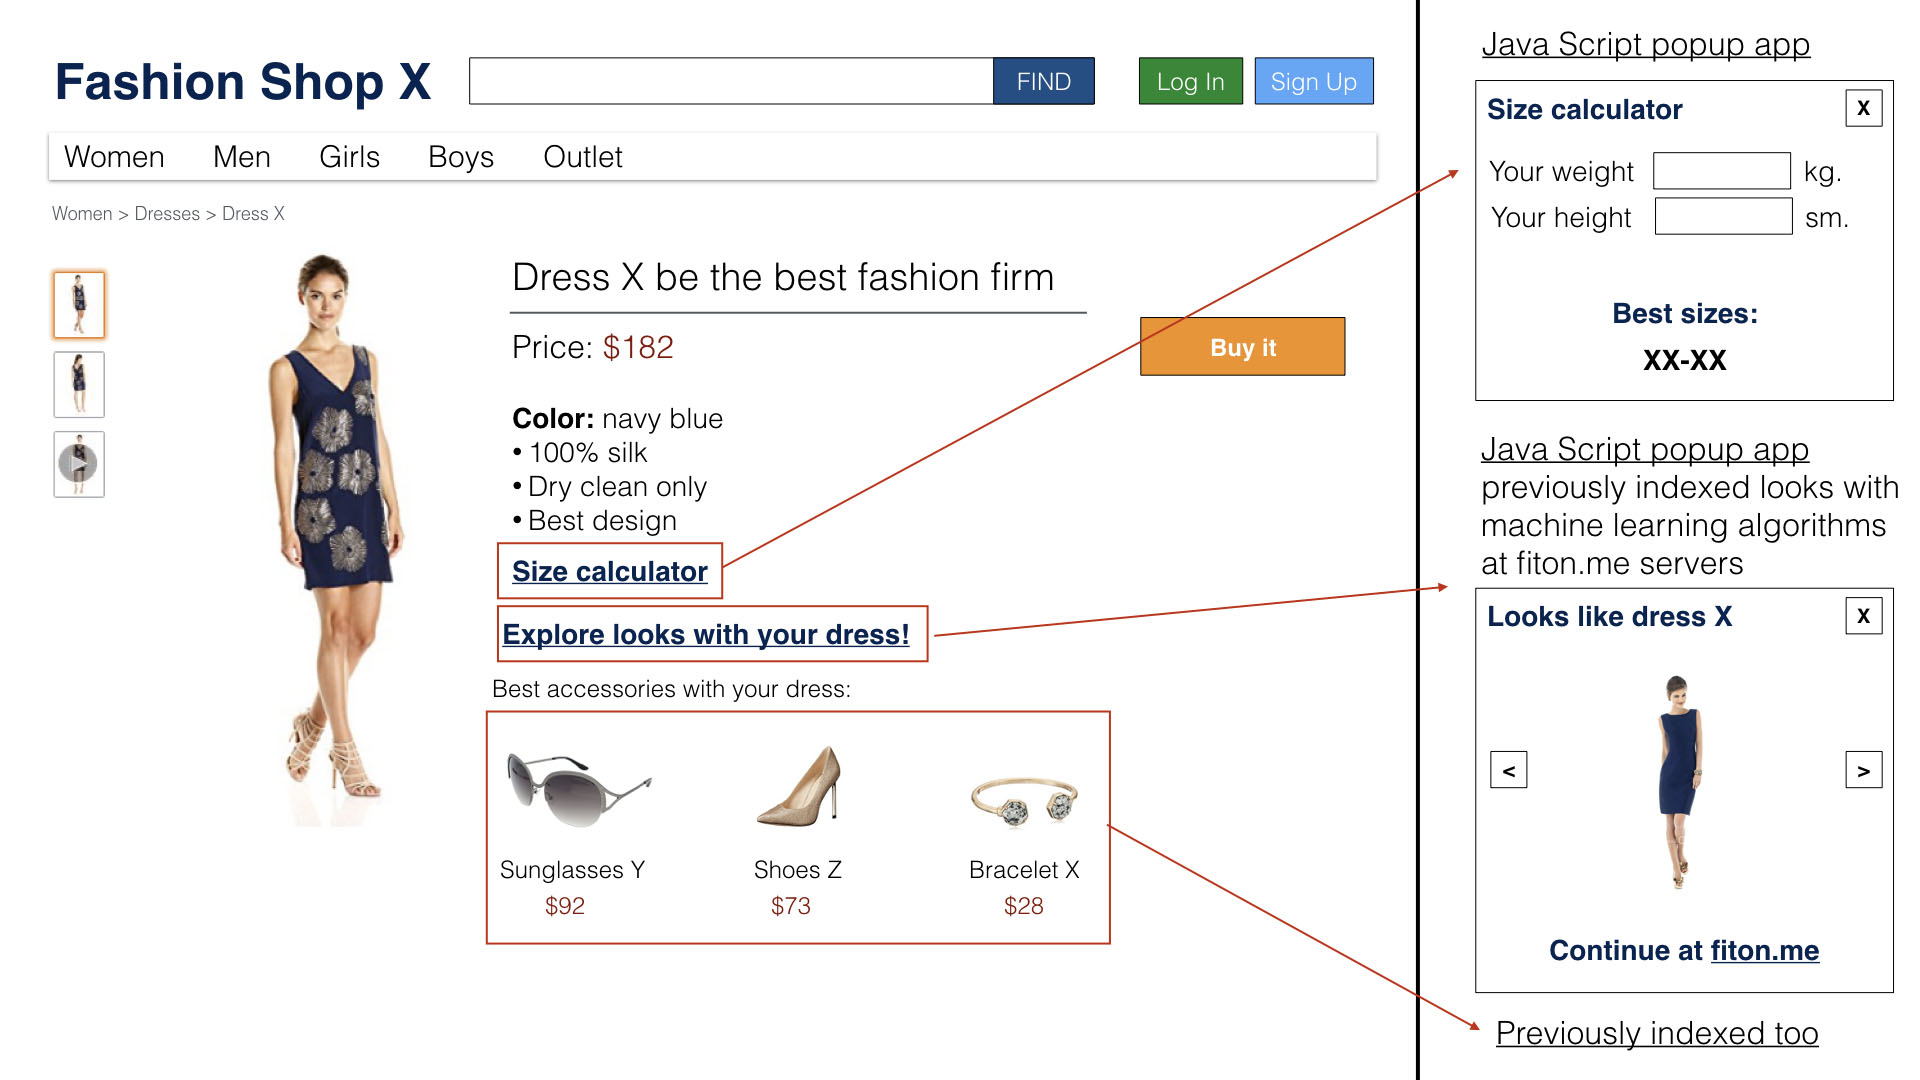 Fashion Shop X
FIND
Log In
Sign Up
Women Men Girls Boys Outlet
Women > Dresses > Dress X
Dress X be the best fashion firm
Price: $182
Buy it
Color: navy blue
• 100% silk
• Dry clean only
• Best design
Size calculator
Explore looks with your dress!
Best accessories with your dress:
Sunglasses Y
$92
Shoes Z
$73
Bracelet X
$28
Java Script popup app
Size calculator
X
Your weight kg.
Your height sm.
Best sizes:
XX-XX
Java Script popup app
previously indexed looks with
machine learning algorithms
at fiton.me servers
Looks like dress X
X
<
>
Continue at fiton.me
Previously indexed too